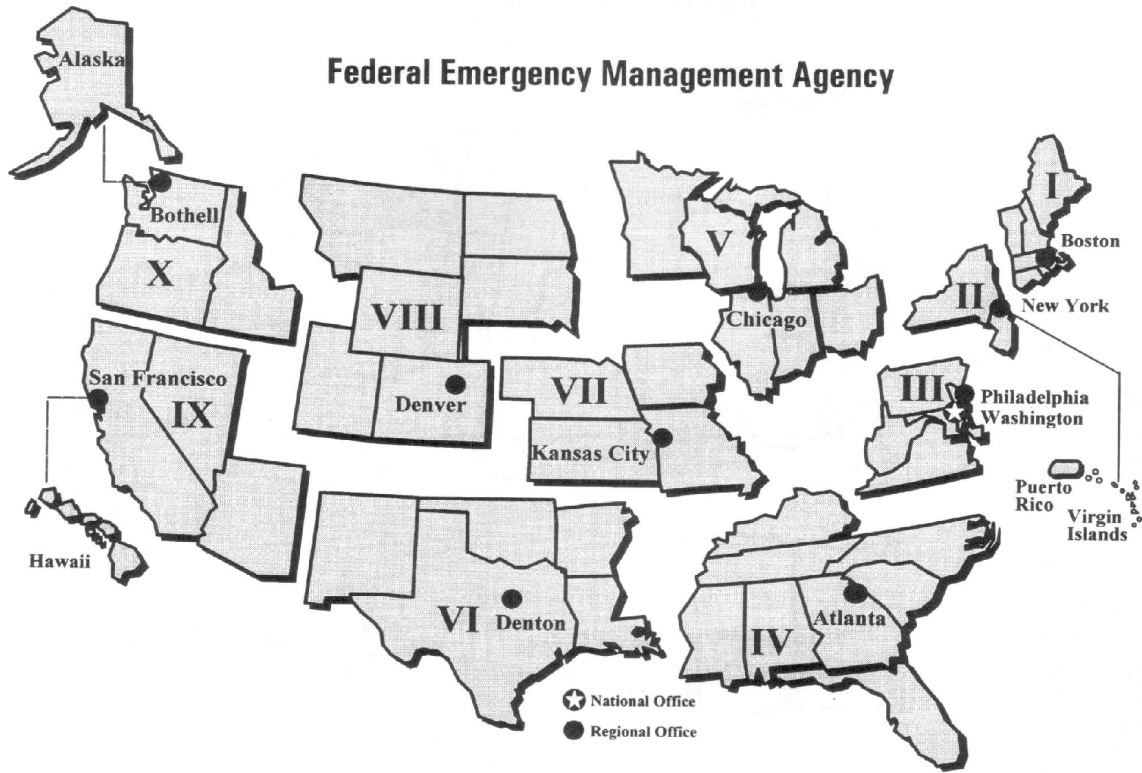 Federal Emergency Management Agency
Alaska
Bothell
X
VIII
V
Chicago
I
Boston
II
New York
San Francisco
IX
Denver
VII
Kansas City
III
Philadelphia
Washington
Puerto
Rico
Virgin
Islands
Hawaii
VI
Denton
IV
Atlanta
National Office
Regional Office